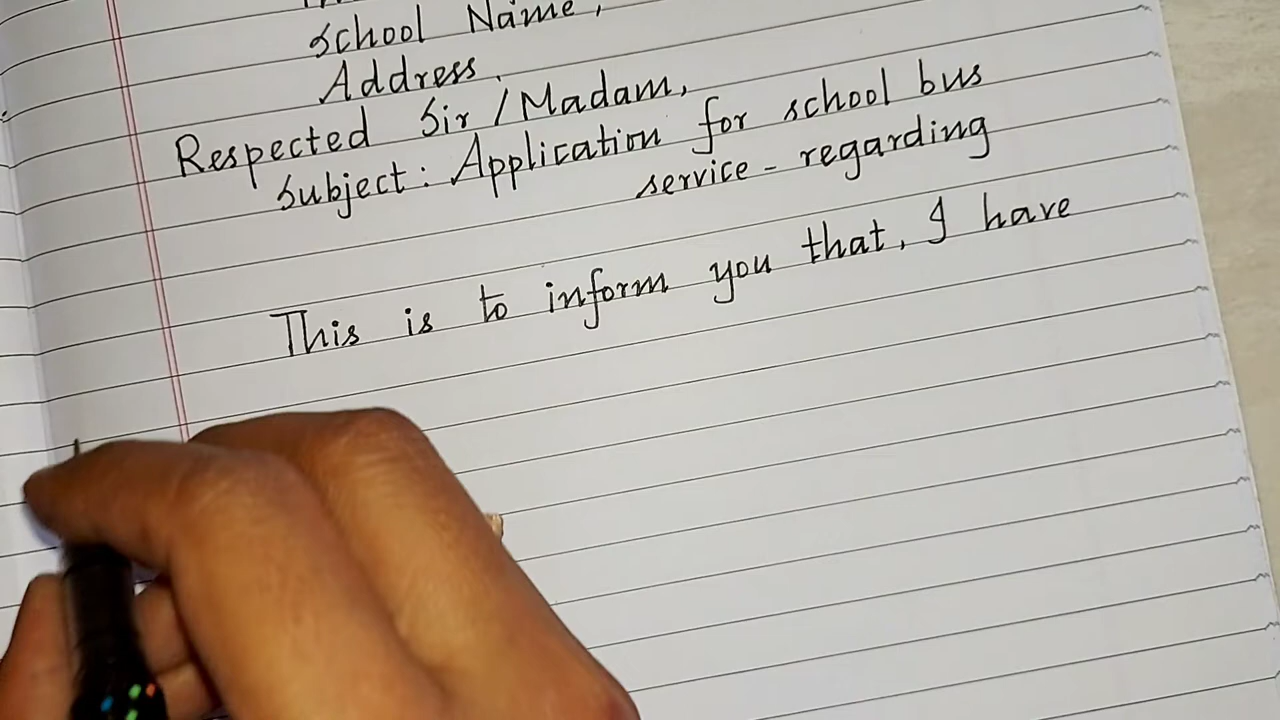 School Name,
Address.
Respected Sir/Madam,
Subject: Application for school bus
service - regarding
This is to inform you that, I have